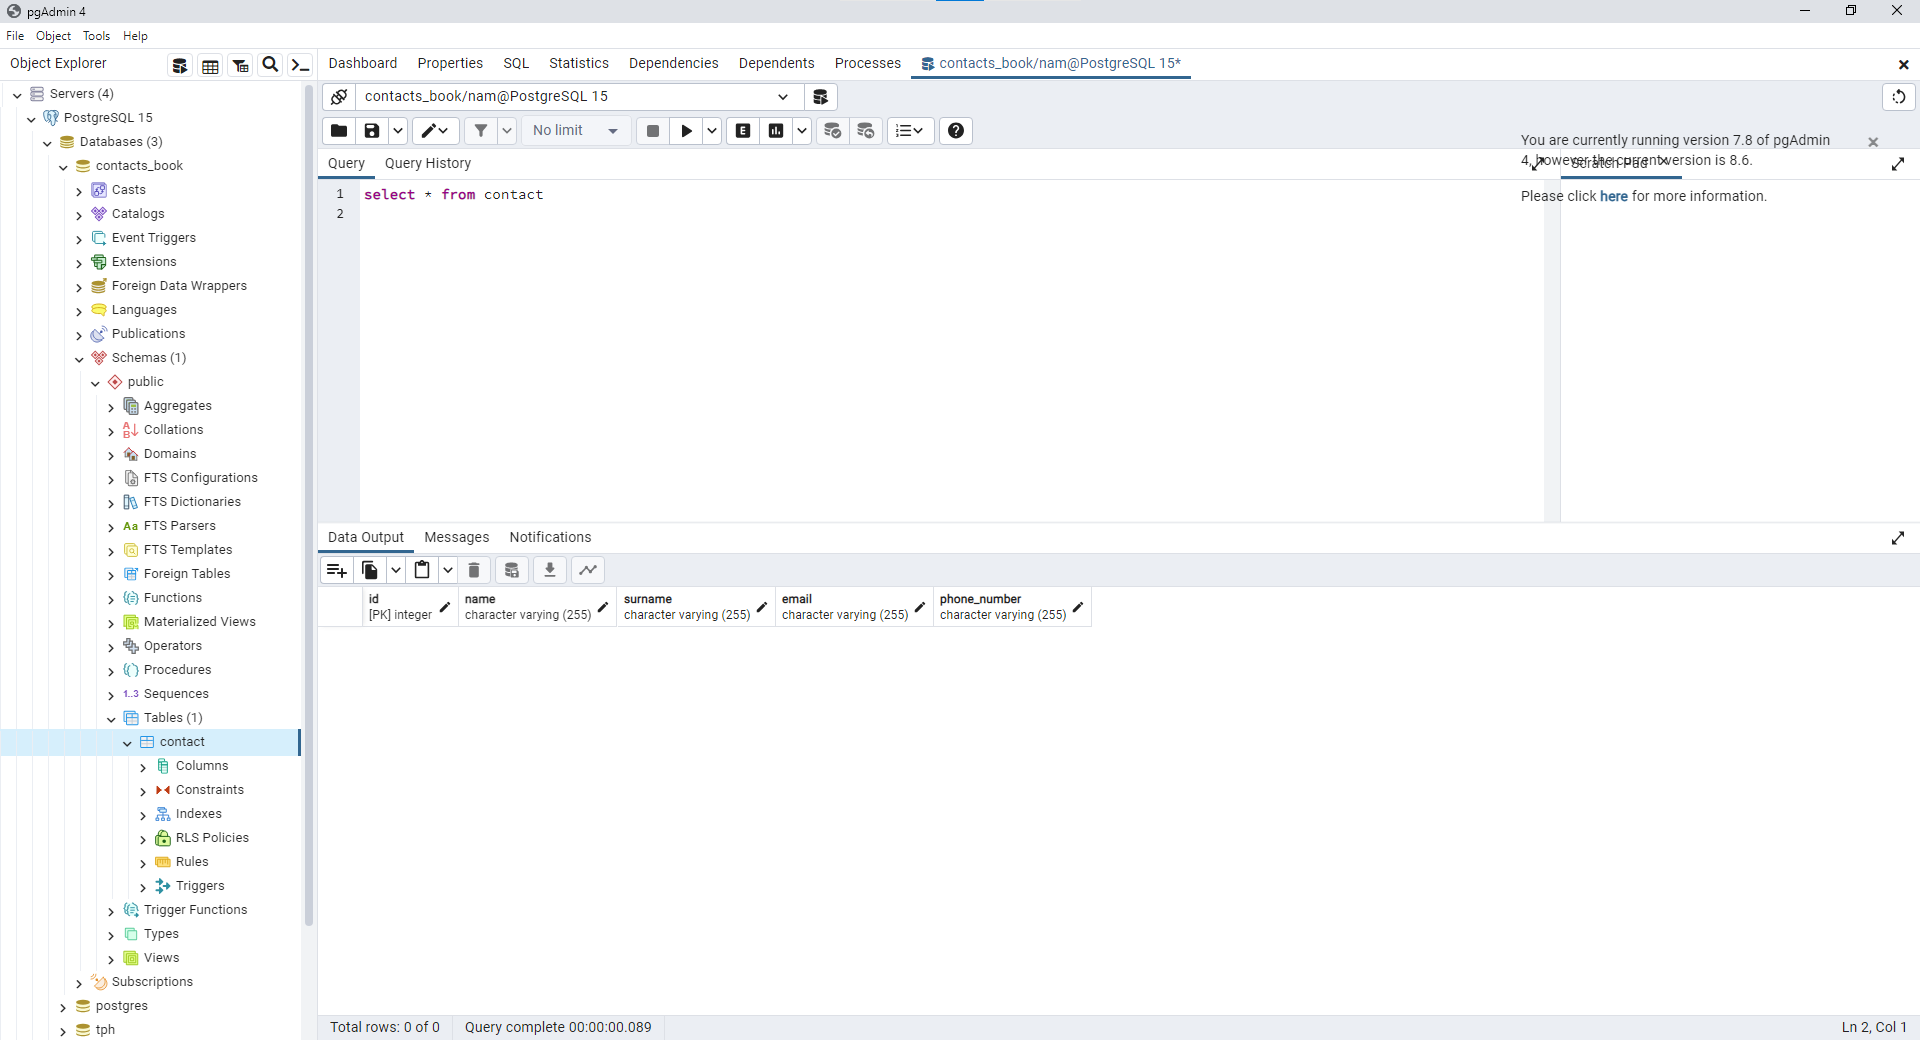 pgAdmin 4
File Object Tools Help
Object Explorer
Dashboard Properties SQL Statistics Dependencies Dependents Processes contacts_book/nam@PostgreSQL 15*
Servers (4)
PostgreSQL 15
Databases (3)
contacts_book
Casts
Catalogs
Event Triggers
Extensions
Foreign Data Wrappers
Languages
Publications
Schemas (1)
public
Aggregates
Collations
Domains
FTS Configurations
FTS Dictionaries
Aa FTS Parsers
FTS Templates
Foreign Tables
Functions
Materialized Views
Operators
Procedures
1..3 Sequences
Tables (1)
contact
Columns
Constraints
Indexes
RLS Policies
Rules
Triggers
Trigger Functions
Types
Views
Subscriptions
postgres
tph
contacts_book/nam@PostgreSQL 15
No limit
E
Query Query History
Scratch Pad
You are currently running version 7.8 of pgAdmin
4, however the current version is 8.6.
Please click here for more information.
1 select * from contact
2
Data Output Messages Notifications
id name surname email phone_number
[PK] integer character varying (255) character varying (255) character varying (255) character varying (255)
Total rows: 0 of 0 Query complete 00:00:00.089 Ln 2, Col 1